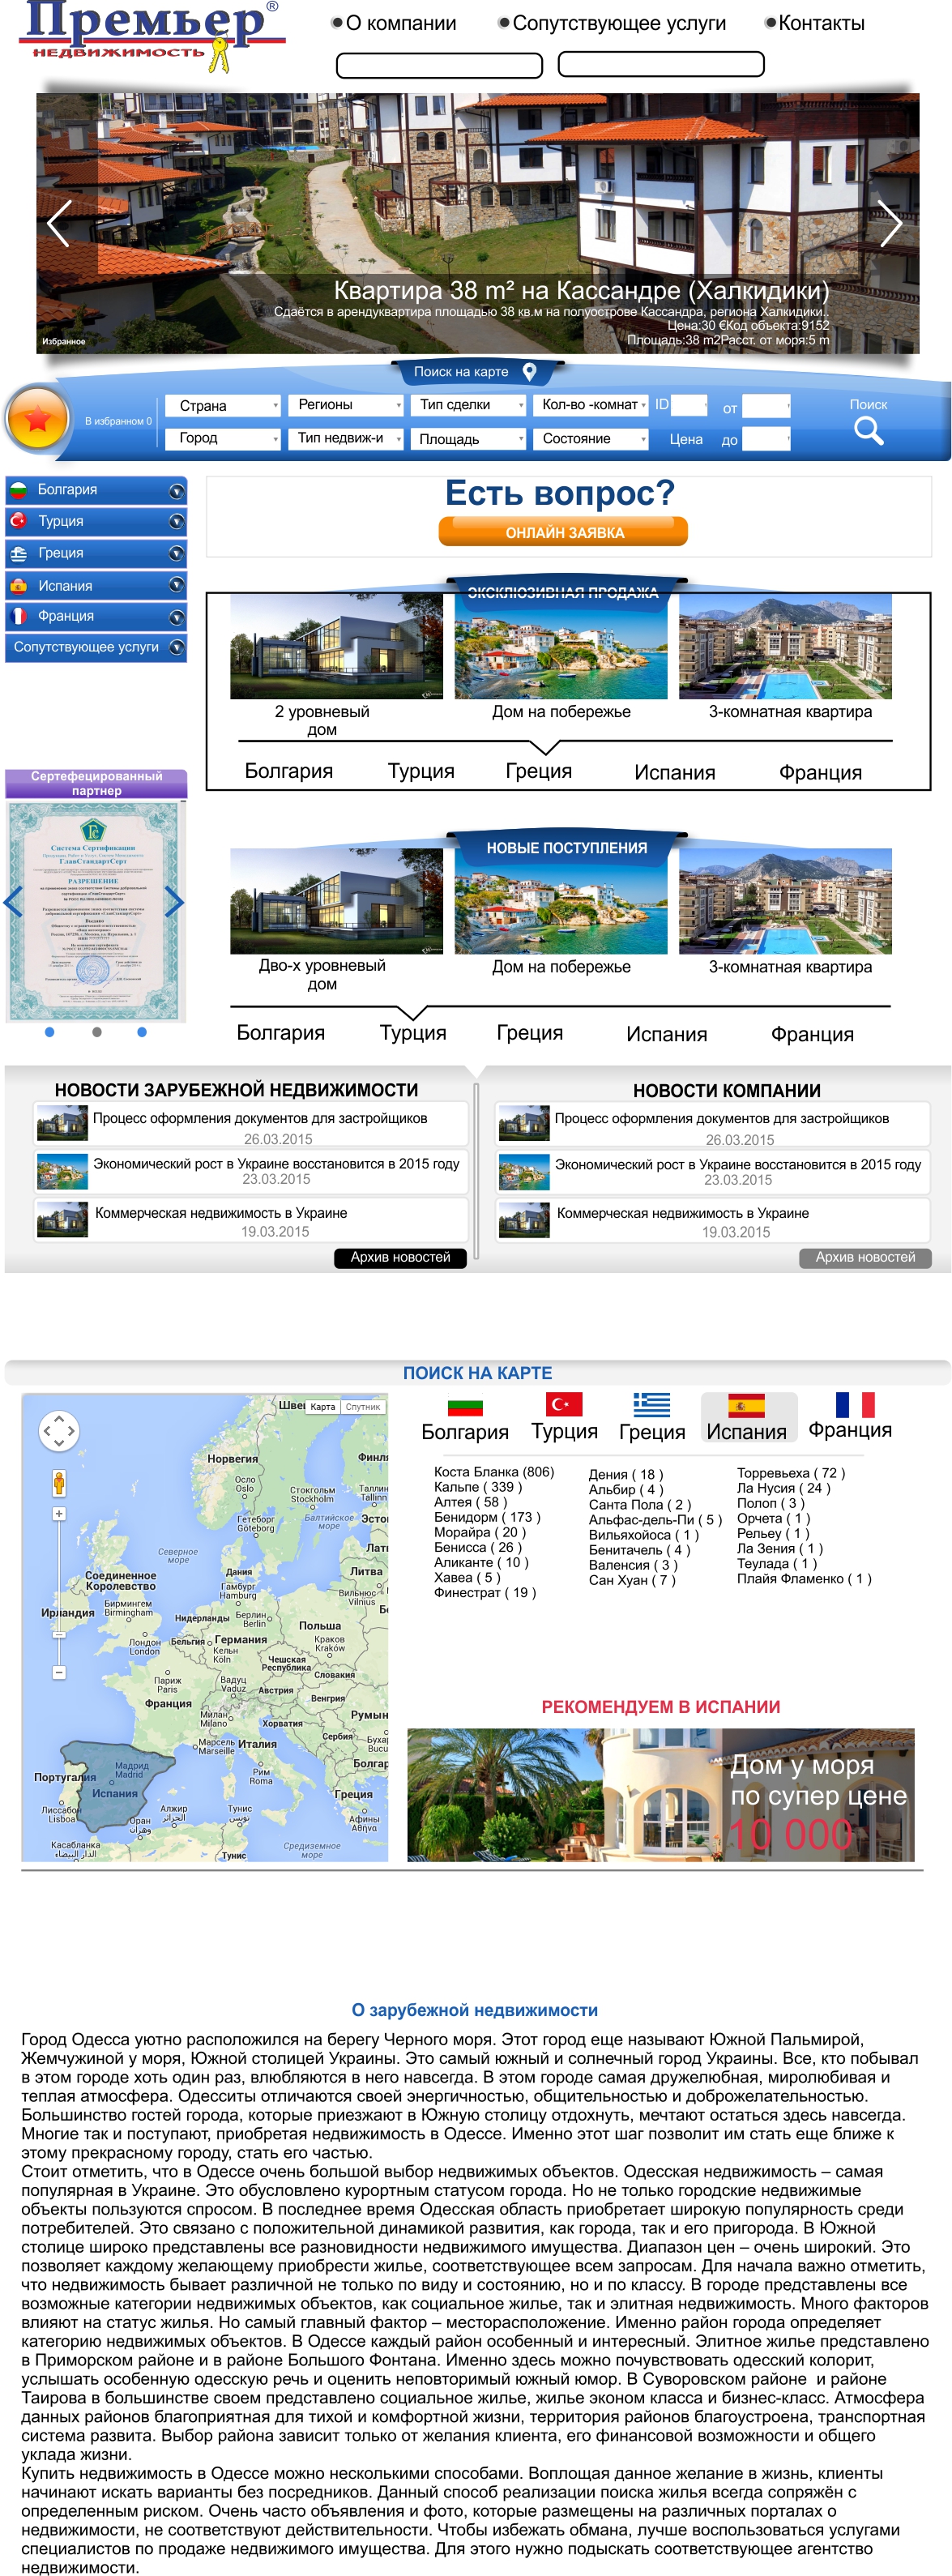 Премьер®
недвижимость
О компании
Сопутствующее услуги
Контакты
Квартира 38 m² на Кассандре (Халкидики)
Сдаётся в арендуквартира площадью 38 кв.м на полуострове Кассандра, региона Халкидики..
Цена:30 €Код объекта:9152
Площадь:38 m2Расст. от моря:5 m
Избранное
Поиск на карте
В избранном 0
Страна
Регионы
Тип сделки
Кол-во -комнат
ID
от
Поиск
Город
Тип недвиж-и
Площадь
Состояние
Цена
до
Болгария
Турция
Греция
Испания
Франция
Сопутствующее услуги
Есть вопрос?
ОНЛАЙН ЗАЯВКА
ЭКСКЛЮЗИВНАЯ ПРОДАЖА
2 уровневый
дом
Дом на побережье
3-комнатная квартира
Болгария
Турция
Греция
Испания
Франция
Сертефецированный
партнер
Система Сертификации
ГлавСтандартСерт
РАЗРЕШЕНИЕ
НОВЫЕ ПОСТУПЛЕНИЯ
Дво-х уровневый
дом
Дом на побережье
3-комнатная квартира
Болгария
Турция
Греция
Испания
Франция
НОВОСТИ ЗАРУБЕЖНОЙ НЕДВИЖИМОСТИ
Процесс оформления документов для застройщиков
26.03.2015
Экономический рост в Украине восстановится в 2015 году
23.03.2015
Коммерческая недвижимость в Украине
19.03.2015
Архив новостей
НОВОСТИ КОМПАНИИ
Процесс оформления документов для застройщиков
26.03.2015
Экономический рост в Украине восстановится в 2015 году
23.03.2015
Коммерческая недвижимость в Украине
19.03.2015
Архив новостей
ПОИСК НА КАРТЕ
Шве
Карта
Спутник
Норвегия
Финля
Осло
Oslo
Стокгольм
Stockholm
Таллин
Tallinn
Гетеборг
Göteborg
Балтийское
море
Эсто
Северное
море
Латв
Соединенное
Королевство
Дания
Литва
Гамбург
Hamburg
Вильнюс
Vilnius
Ирландия
Бирмингем
Birmingham
Нидерланды
Берлин
Berlin
Бе
Польша
Лондон
London
Бельгия
Германия
Кельн
Köln
Краков
Kraków
Чешская
Республика
Словакия
Париж
Paris
Вадуц
Vaduz
Австрия
Венгрия
Франция
Милан
Milano
Хорватия
Румын
Марсель
Marseille
Италия
Сербия
Бухар
Bucu
Болгар
Португалия
Мадрид
Madrid
Испания
Рим
Roma
Греция
Лиссабон
Lisboa
Оран
وهران
Алжир
الجزائر
Тунис
تونس
Афины
Αθήνα
Касабланка
الدار البيضاء
Тунис
Средиземное
море
Болгария
Турция
Греция
Испания
Франция
Коста Бланка (806)
Кальпе ( 339 )
Алтея ( 58 )
Бенидорм ( 173 )
Морайра ( 20 )
Бенисса ( 26 )
Аликанте ( 10 )
Хавеа ( 5 )
Финестрат ( 19 )
Дения ( 18 )
Альбир ( 4 )
Санта Пола ( 2 )
Альфас-дель-Пи ( 5 )
Вильяхойоса ( 1 )
Бенитачель ( 4 )
Валенсия ( 3 )
Сан Хуан ( 7 )
Торревьеха ( 72 )
Ла Нусия ( 24 )
Полоп ( 3 )
Орчета ( 1 )
Рельеу ( 1 )
Ла Зения ( 1 )
Теулада ( 1 )
Плайя Фламенко ( 1 )
РЕКОМЕНДУЕМ В ИСПАНИИ
Дом у моря
по супер цене
10 000
О зарубежной недвижимости
Город Одесса уютно расположился на берегу Черного моря. Этот город еще называют Южной Пальмирой,
Жемчужиной у моря, Южной столицей Украины. Это самый южный и солнечный город Украины. Все, кто побывал
в этом городе хоть один раз, влюбляются в него навсегда. В этом городе самая дружелюбная, миролюбивая и
теплая атмосфера. Одесситы отличаются своей энергичностью, общительностью и доброжелательностью.
Большинство гостей города, которые приезжают в Южную столицу отдохнуть, мечтают остаться здесь навсегда.
Многие так и поступают, приобретая недвижимость в Одессе. Именно этот шаг позволит им стать еще ближе к
этому прекрасному городу, стать его частью.
Стоит отметить, что в Одессе очень большой выбор недвижимых объектов. Одесская недвижимость – самая
популярная в Украине. Это обусловлено курортным статусом города. Но не только городские недвижимые
объекты пользуются спросом. В последнее время Одесская область приобретает широкую популярность среди
потребителей. Это связано с положительной динамикой развития, как города, так и его пригорода. В Южной
столице широко представлены все разновидности недвижимого имущества. Диапазон цен – очень широкий. Это
позволяет каждому желающему приобрести жилье, соответствующее всем запросам. Для начала важно отметить,
что недвижимость бывает различной не только по виду и состоянию, но и по классу. В городе представлены все
возможные категории недвижимых объектов, как социальное жилье, так и элитная недвижимость. Много факторов
влияют на статус жилья. Но самый главный фактор – месторасположение. Именно район города определяет
категорию недвижимых объектов. В Одессе каждый район особенный и интересный. Элитное жилье представлено
в Приморском районе и в районе Большого Фонтана. Именно здесь можно почувствовать одесский колорит,
услышать особенную одесскую речь и оценить неповторимый южный юмор. В Суворовском районе и районе
Таирова в большинстве своем представлено социальное жилье, жилье эконом класса и бизнес-класс. Атмосфера
данных районов благоприятная для тихой и комфортной жизни, территория районов благоустроена, транспортная
система развита. Выбор района зависит только от желания клиента, его финансовой возможности и общего
уклада жизни.
Купить недвижимость в Одессе можно несколькими способами. Воплощая данное желание в жизнь, клиенты
начинают искать варианты без посредников. Данный способ реализации поиска жилья всегда сопряжён с
определенным риском. Очень часто объявления и фото, которые размещены на различных порталах о
недвижимости, не соответствуют действительности. Чтобы избежать обмана, лучше воспользоваться услугами
специалистов по продаже недвижимого имущества. Для этого нужно подыскать соответствующее агентство
недвижимости.